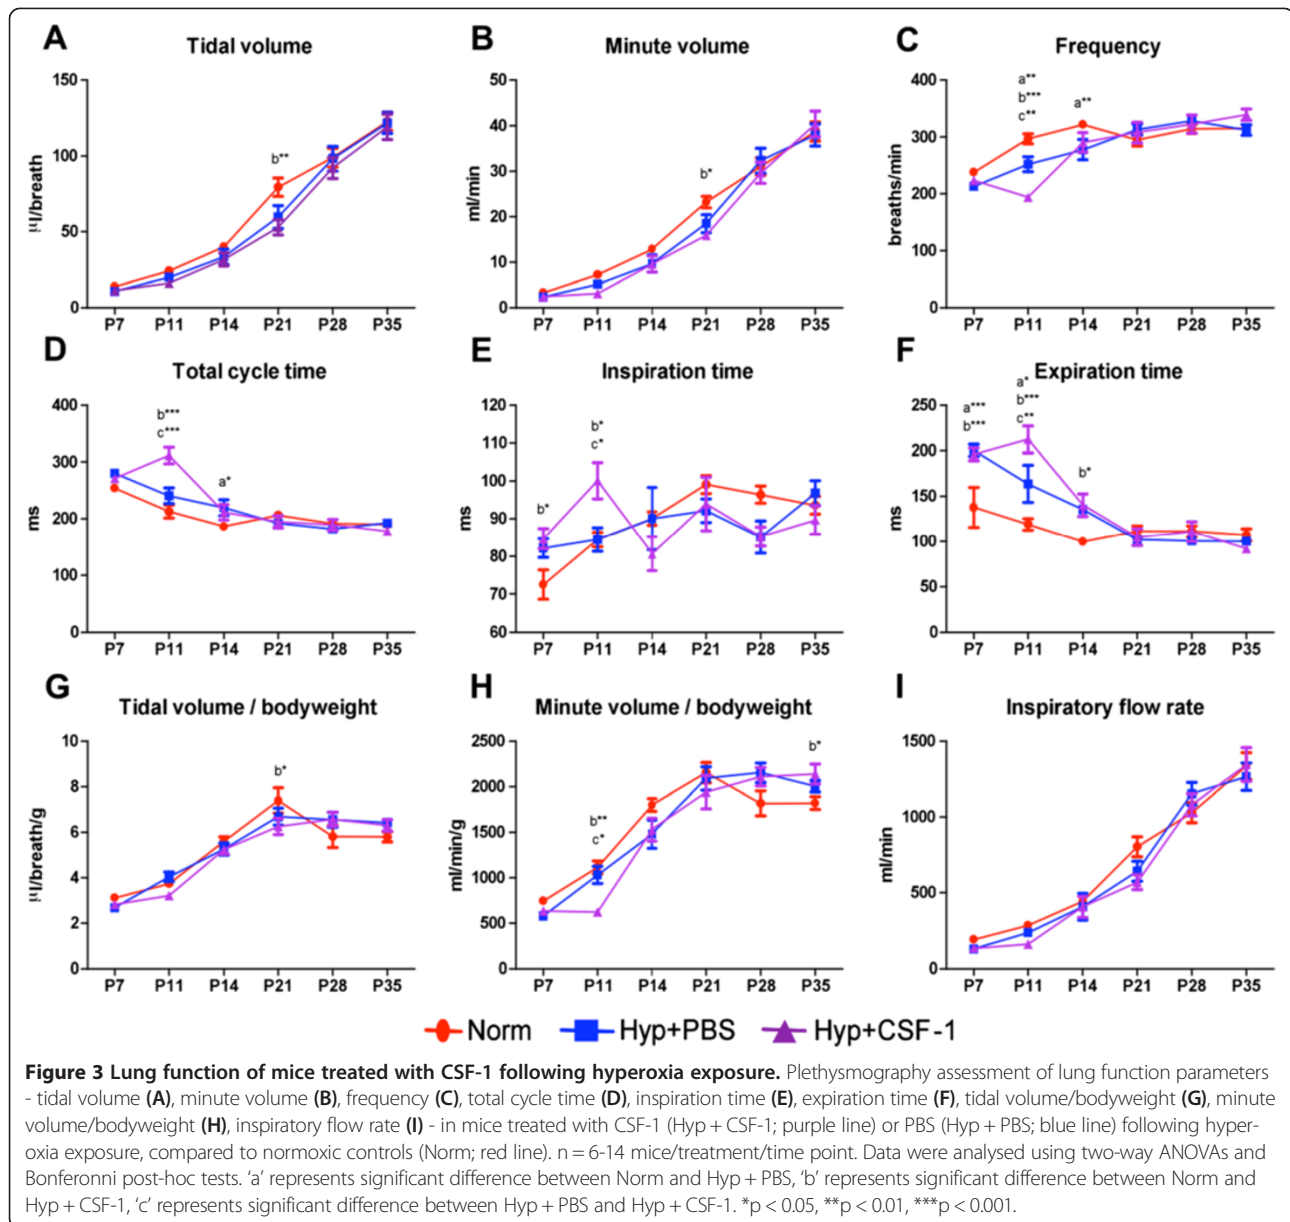 A
Tidal volume
µl/breath
150
100
50
0
b**
P7 P11 P14 P21 P28 P35
B
Minute volume
ml/min
50
40
30
20
10
0
b*
P7 P11 P14 P21 P28 P35
C
Frequency
breaths/min
400
300
200
100
0
a**
b***
c**
a**
P7 P11 P14 P21 P28 P35
D
Total cycle time
ms
400
300
200
100
0
b***
c***
a*
P7 P11 P14 P21 P28 P35
E
Inspiration time
ms
120
110
100
90
80
70
60
b*
b*
c*
P7 P11 P14 P21 P28 P35
F
Expiration time
ms
250
200
150
100
50
0
a***
b***
a*
b***
c**
b*
P7 P11 P14 P21 P28 P35
G
Tidal volume / bodyweight
µl/breath/g
10
8
6
4
2
0
b*
P7 P11 P14 P21 P28 P35
H
Minute volume / bodyweight
ml/min/g
2500
2000
1500
1000
500
0
b**
c*
b*
P7 P11 P14 P21 P28 P35
I
Inspiratory flow rate
ml/min
1500
1000
500
0
P7 P11 P14 P21 P28 P35
Norm Hyp+PBS Hyp+CSF-1
Figure 3 Lung function of mice treated with CSF-1 following hyperoxia exposure. Plethysmography assessment of lung function parameters
- tidal volume (A), minute volume (B), frequency (C), total cycle time (D), inspiration time (E), expiration time (F), tidal volume/bodyweight (G), minute
volume/bodyweight (H), inspiratory flow rate (I) - in mice treated with CSF-1 (Hyp + CSF-1; purple line) or PBS (Hyp + PBS; blue line) following hyper-
oxia exposure, compared to normoxic controls (Norm; red line). n = 6-14 mice/treatment/time point. Data were analysed using two-way ANOVAs and
Bonferonni post-hoc tests. ‘a’ represents significant difference between Norm and Hyp + PBS, ‘b’ represents significant difference between Norm and
Hyp + CSF-1, ‘c’ represents significant difference between Hyp + PBS and Hyp + CSF-1. *p < 0.05, **p < 0.01, ***p < 0.001.